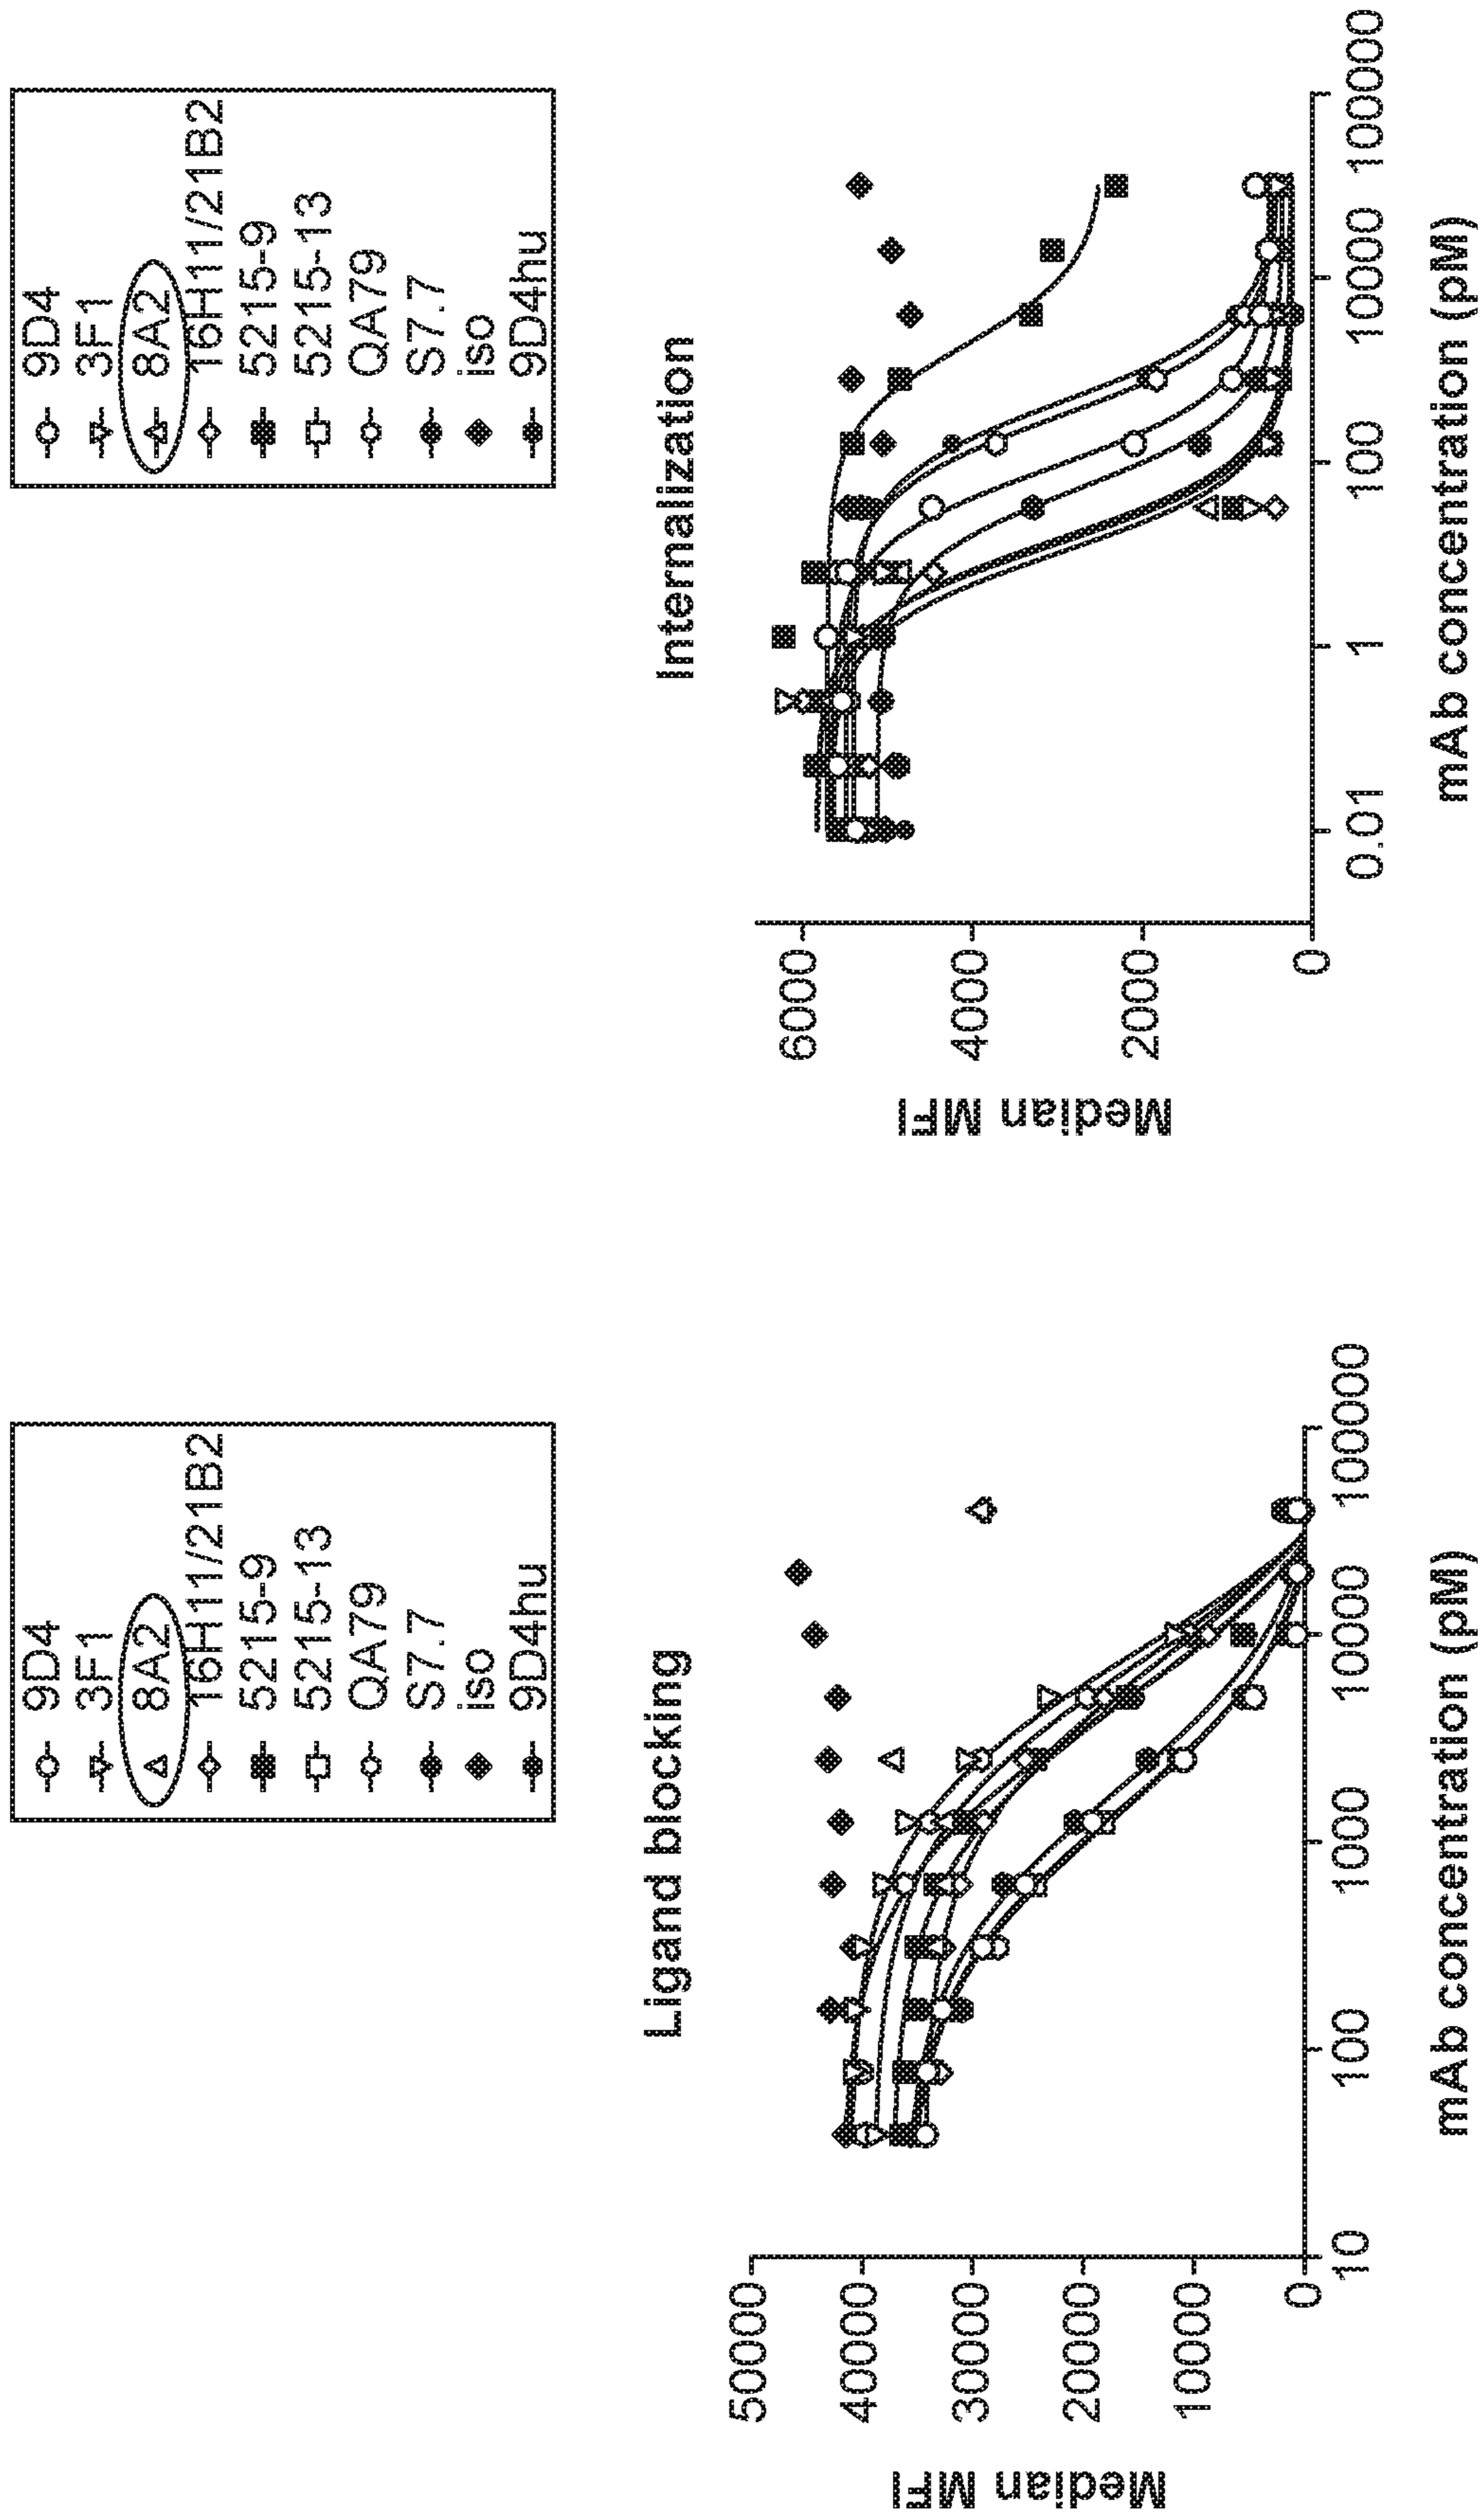 9D4
3F1
8A2
16H11/21B2
5215-9
5215-13
QA79
S7.7
iso
9D4hu
Ligand blocking
Median MFI
50000
40000
30000
20000
10000
0
10
100
1000
10000
100000
mAb concentration (pM)
9D4
3F1
8A2
16H11/21B2
5215-9
5215-13
QA79
S7.7
iso
9D4hu
Internalization
Median MFI
6000
4000
2000
0
0.01
1
100
10000
100000
mAb concentration (pM)